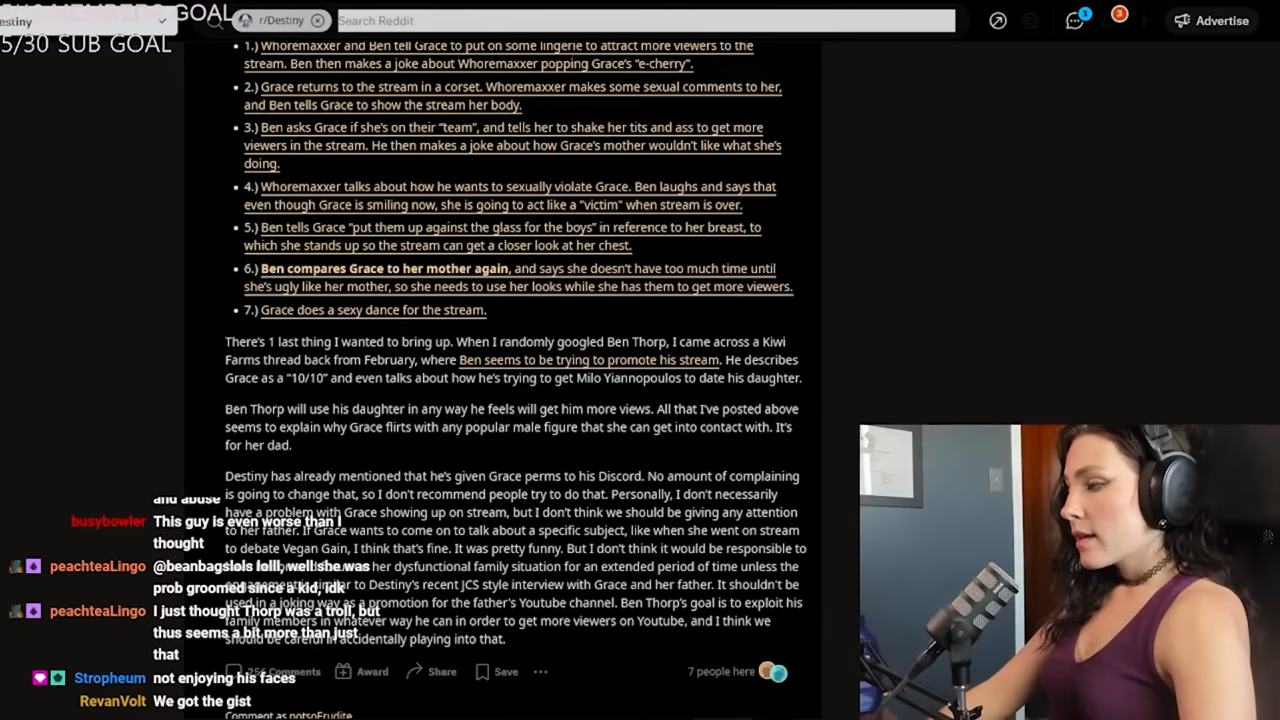 MEMBERS GOAL
estiny
r/Destiny
Search Reddit
1
3
Advertise
5/30 SUB GOAL
1.) Whoremaxxer and Ben tell Grace to put on some lingerie to attract more viewers to the
stream. Ben then makes a joke about Whoremaxxer popping Grace's "e-cherry".
2.) Grace returns to the stream in a corset. Whoremaxxer makes some sexual comments to her,
and Ben tells Grace to show the stream her body.
3.) Ben asks Grace if she's on their "team", and tells her to shake her tits and ass to get more
viewers in the stream. He then makes a joke about how Grace's mother wouldn't like what she's
doing.
4.) Whoremaxxer talks about how he wants to sexually violate Grace. Ben laughs and says that
even though Grace is smiling now, she is going to act like a "victim" when stream is over.
5.) Ben tells Grace "put them up against the glass for the boys" in reference to her breast, to
which she stands up so the stream can get a closer look at her chest.
6.) Ben compares Grace to her mother again, and says she doesn't have too much time until
she's ugly like her mother, so she needs to use her looks while she has them to get more viewers.
7.) Grace does a sexy dance for the stream.
There's 1 last thing I wanted to bring up. When I randomly googled Ben Thorp, I came across a Kiwi
Farms thread back from February, where Ben seems to be trying to promote his stream. He describes
Grace as a "10/10" and even talks about how he's trying to get Milo Yiannopoulos to date his daughter.
Ben Thorp will use his daughter in any way he feels will get him more views. All that I've posted above
seems to explain why Grace flirts with any popular male figure that she can get into contact with. It's
for her dad.
Destiny has already mentioned that he's given Grace perms to his Discord. No amount of complaining
is going to change that, so I don't recommend people try to do that. Personally, I don't necessarily
have a problem with Grace showing up on stream, but I don't think we should be giving any attention
to her father. If Grace wants to come on to talk about a specific subject, like when she went on stream
to debate Vegan Gain, I think that's fine. It was pretty funny. But I don't think it would be responsible to
her dysfunctional family situation for an extended period of time unless the
similar to Destiny's recent JCS style interview with Grace and her father. It shouldn't be
used in a joking way as a promotion for the father's Youtube channel. Ben Thorp's goal is to exploit his
family members in whatever way he can in order to get more viewers on Youtube, and I think we
should be careful in accidentally playing into that.
256 Comments
Award
Share
Save
7 people here
Comment as notsoErudite
and abuse
busybowler This guy is even worse than I
thought
peachteaLingo @beanbagslols lolll, well she was
prob groomed since a kid, idk
peachteaLingo I just thought Thorp was a troll, but
thus seems a bit more than just
that
Stropheum not enjoying his faces
RevanVolt We got the gist